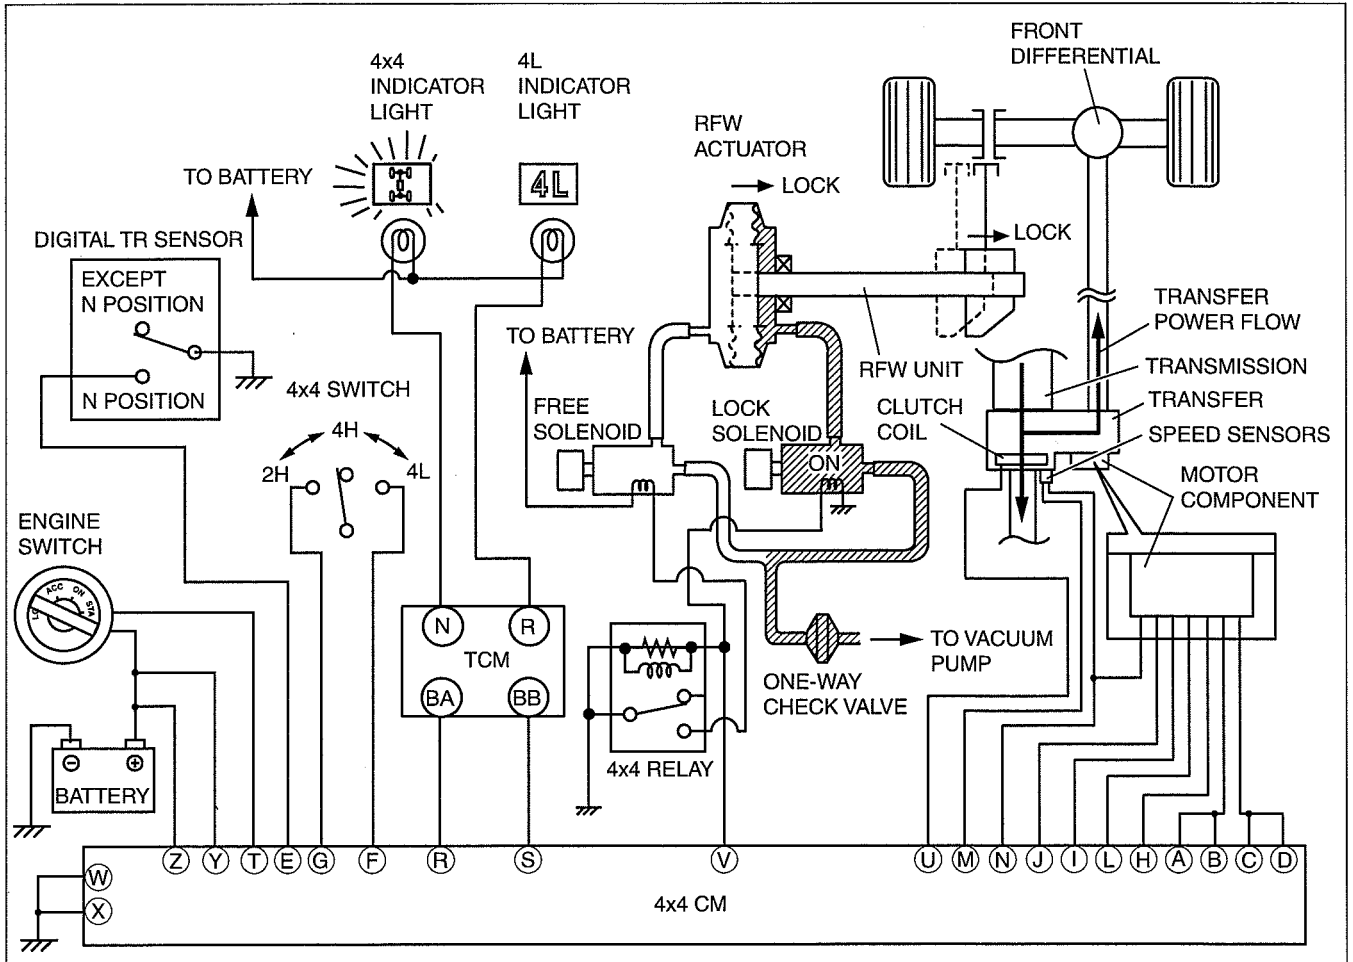 FRONT
DIFFERENTIAL
4x4
INDICATOR
LIGHT
4L
INDICATOR
LIGHT
4L
RFW
ACTUATOR
LOCK
TO BATTERY
DIGITAL TR SENSOR
EXCEPT
N POSITION
N POSITION
LOCK
TRANSFER
POWER FLOW
TO BATTERY
RFW UNIT
TRANSMISSION
TRANSFER
SPEED SENSORS
MOTOR
COMPONENT
CLUTCH
COIL
4x4 SWITCH
2H
4H
4L
FREE
SOLENOID
LOCK
SOLENOID
ON
ENGINE
SWITCH
ACC
ON
STA
N
R
TCM
BA
BB
TO VACUUM
PUMP
ONE-WAY
CHECK VALVE
4x4 RELAY
BATTERY
Z Y T E G F R S V U M N J I L H A B C D
W
X
4x4 CM